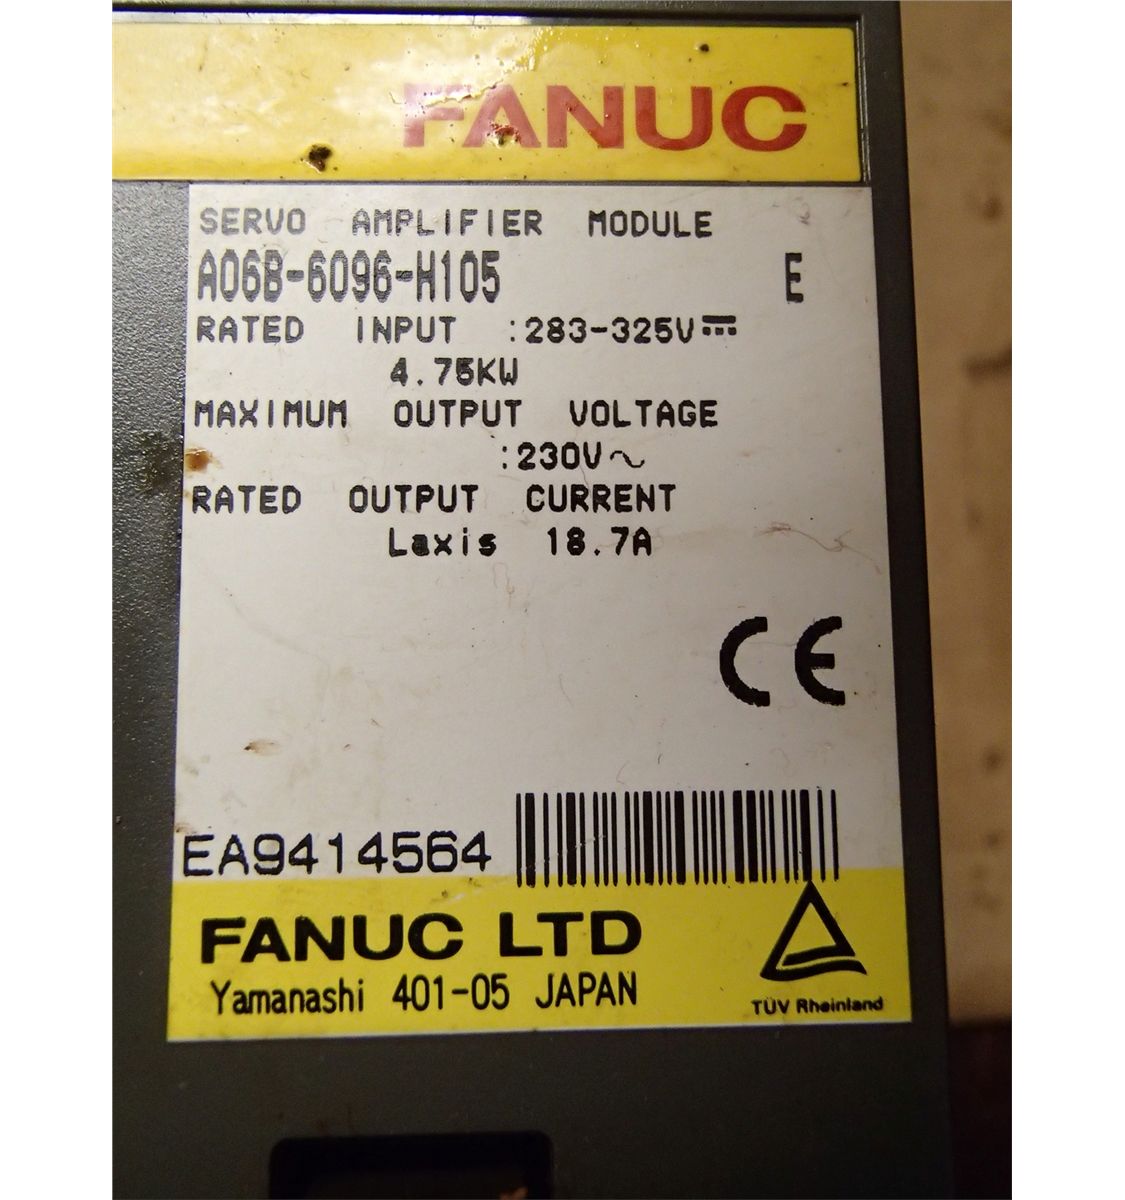 FANUC
SERVO AMPLIFIER MODULE
A06B-6096-H105 E
RATED INPUT :283-325V⎓
4.75KW
MAXIMUM OUTPUT VOLTAGE
:230V~
RATED OUTPUT CURRENT
Laxis 18.7A
CE
EA9414564
FANUC LTD
Yamanashi 401-05 JAPAN
TÜV Rheinland